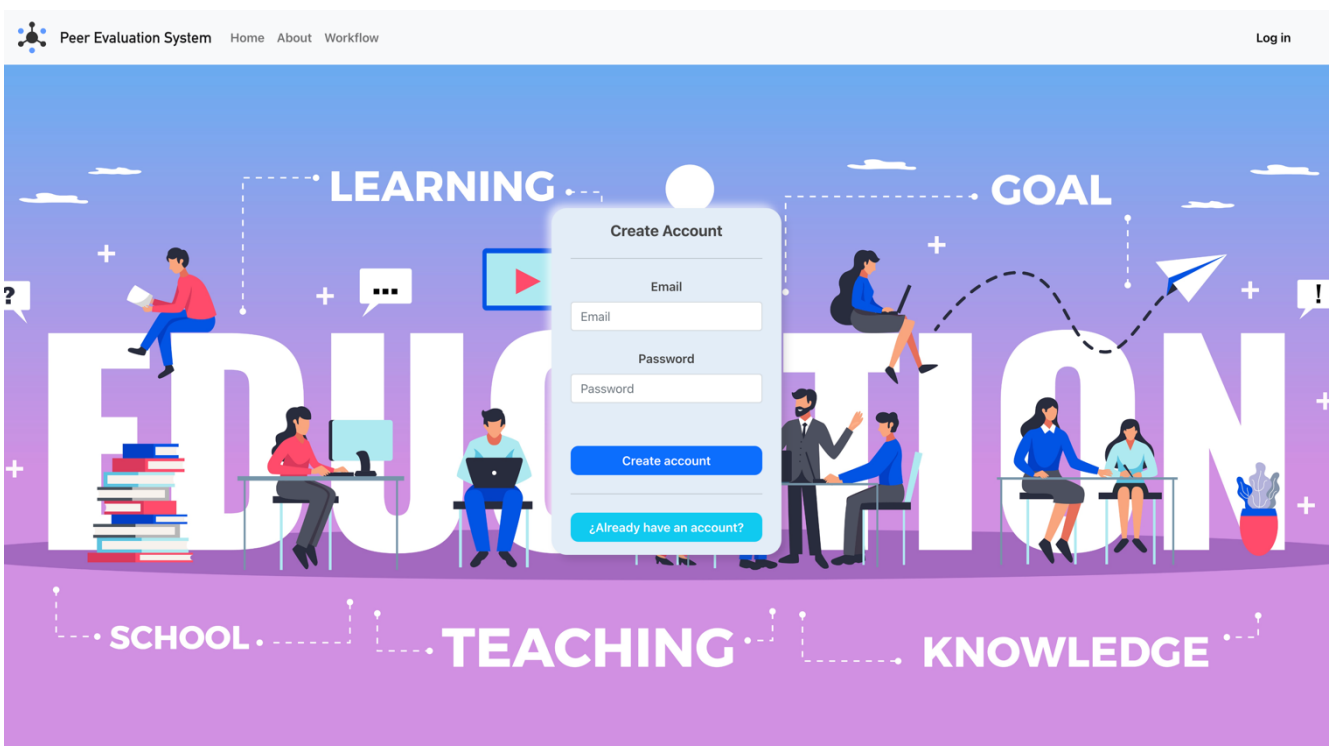 Peer Evaluation System Home About Workflow Log in
LEARNING
GOAL
Create Account
?
...
!
Email
Email
Password
Password
EDUCATION
Create account
¿Already have an account?
SCHOOL
TEACHING
KNOWLEDGE